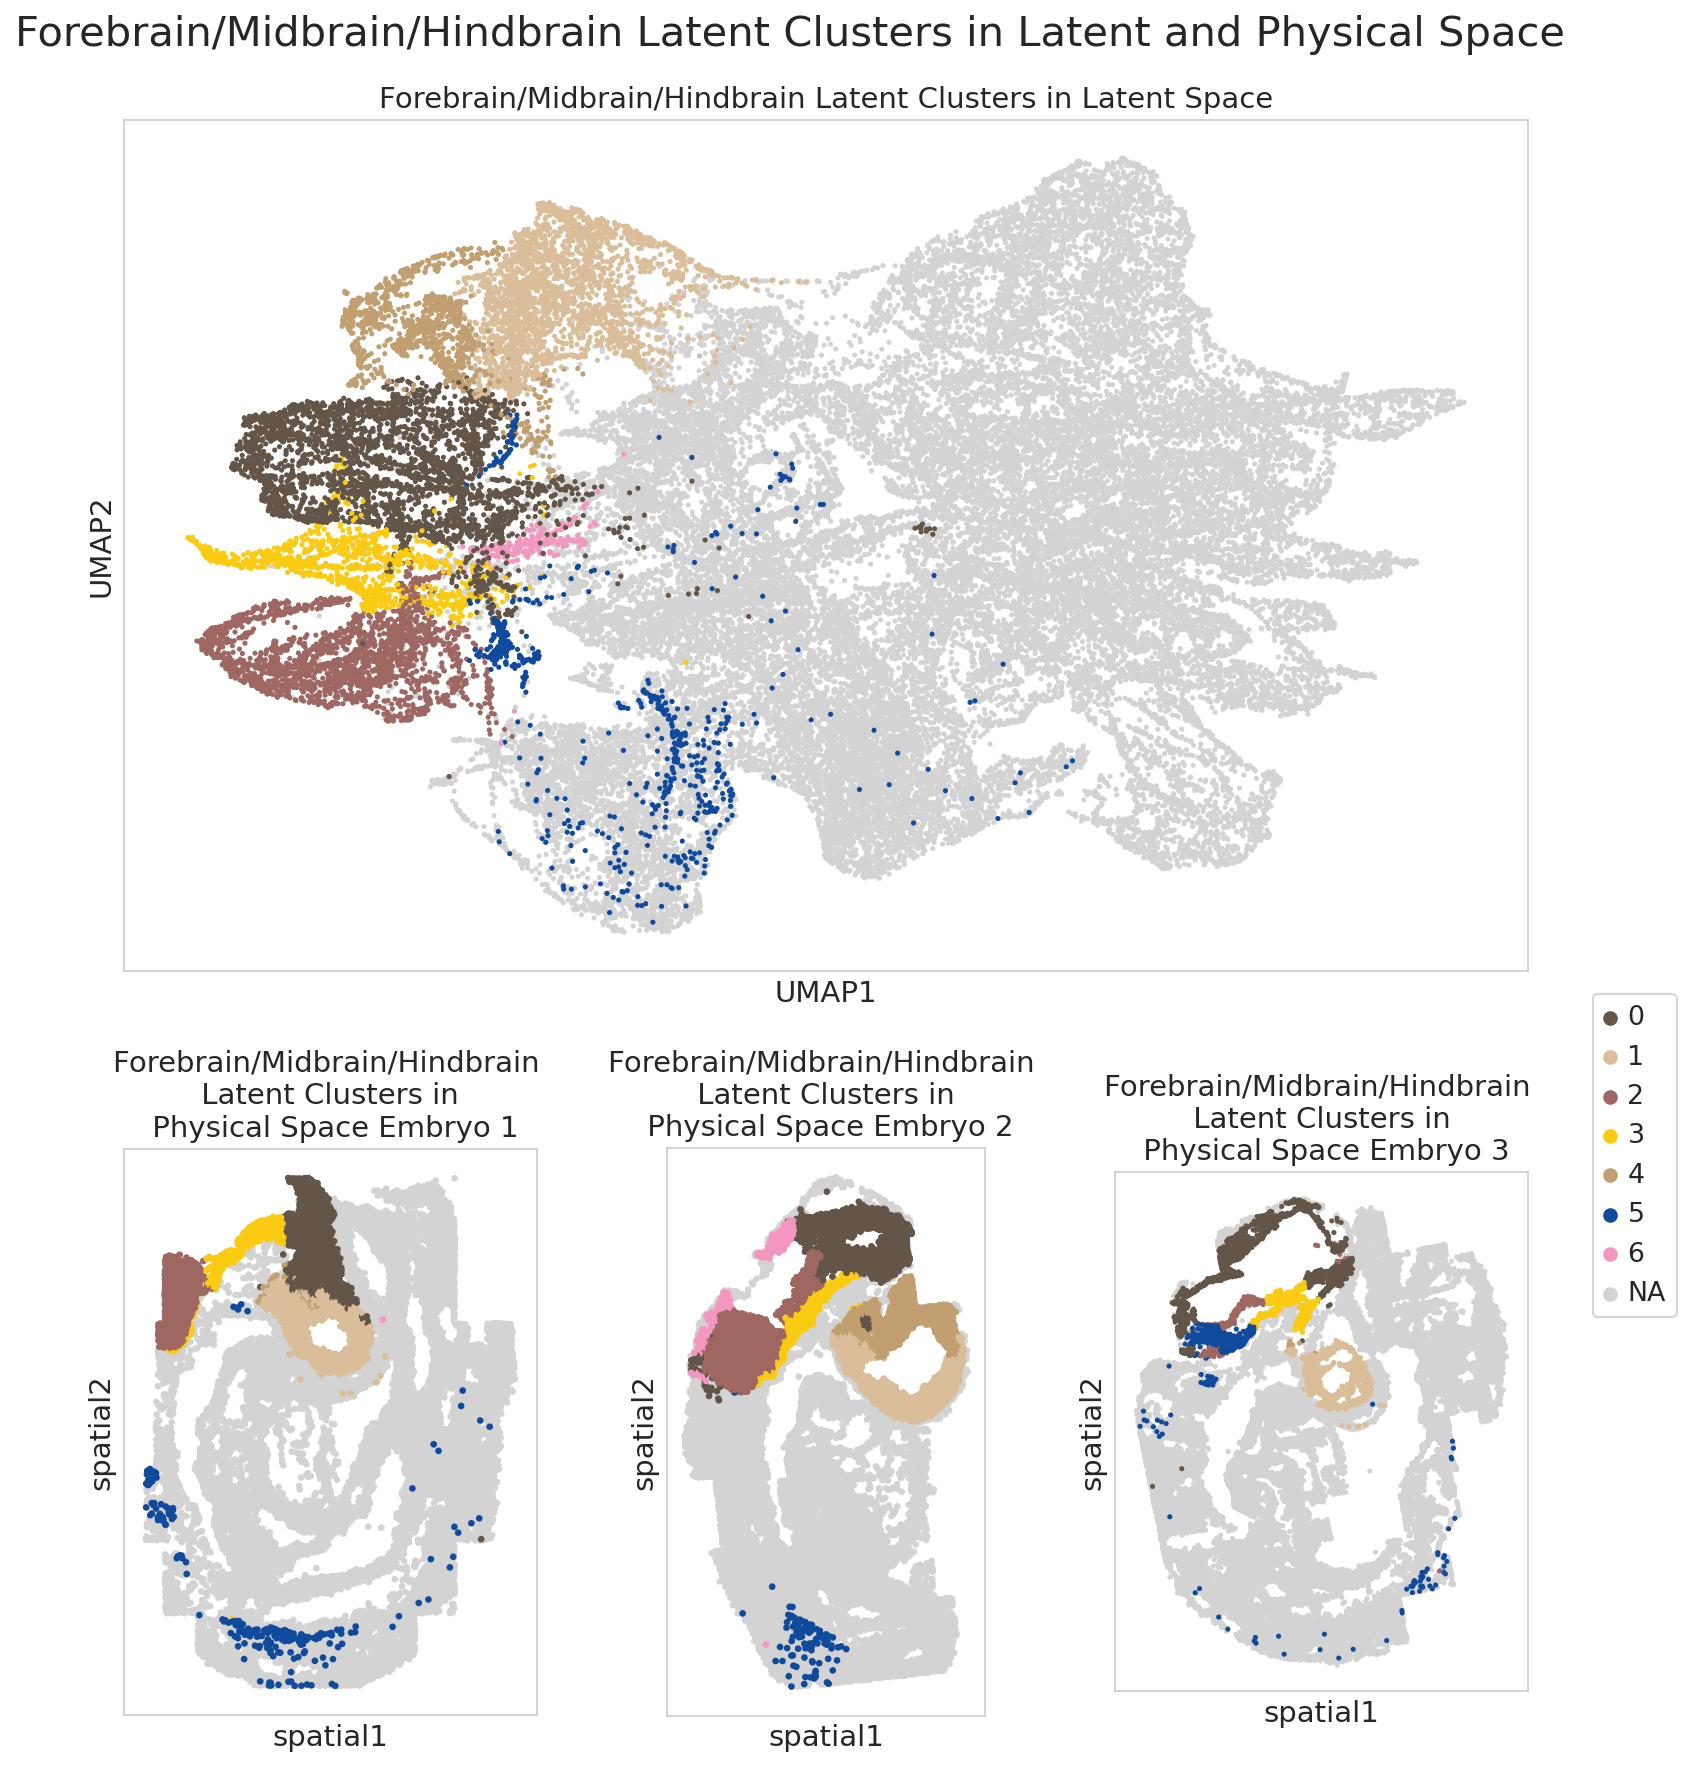 Forebrain/Midbrain/Hindbrain Latent Clusters in Latent and Physical Space
Forebrain/Midbrain/Hindbrain Latent Clusters in Latent Space
UMAP2
UMAP1
Forebrain/Midbrain/Hindbrain
Latent Clusters in
Physical Space Embryo 1
spatial2
spatial1
Forebrain/Midbrain/Hindbrain
Latent Clusters in
Physical Space Embryo 2
spatial2
spatial1
Forebrain/Midbrain/Hindbrain
Latent Clusters in
Physical Space Embryo 3
spatial2
spatial1
0
1
2
3
4
5
6
NA